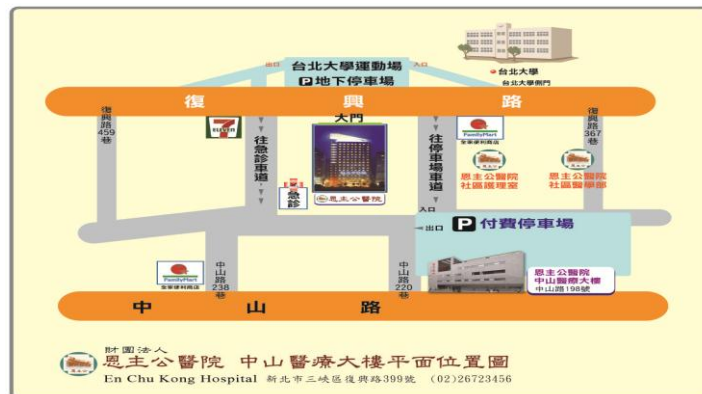 台北大學
台北大學側門
出口
台北大學運動場
入口
P地下停車場
復興路
復興路459巷
7 ELEVEN
往急診車道
大門
恩主公醫院
急診
往停車場車道
FamilyMart
全家便利商店
恩主公醫院
社區護理室
恩主公醫院
社區醫學部
復興路367巷
入口
出口
P 付費停車場
FamilyMart
全家便利商店
中山路238巷
中山路220巷
恩主公醫院
中山醫療大樓
中山路198號
中山路
財團法人
恩主公醫院 中山醫療大樓平面位置圖
En Chu Kong Hospital 新北市三峽區復興路399號 (02)26723456